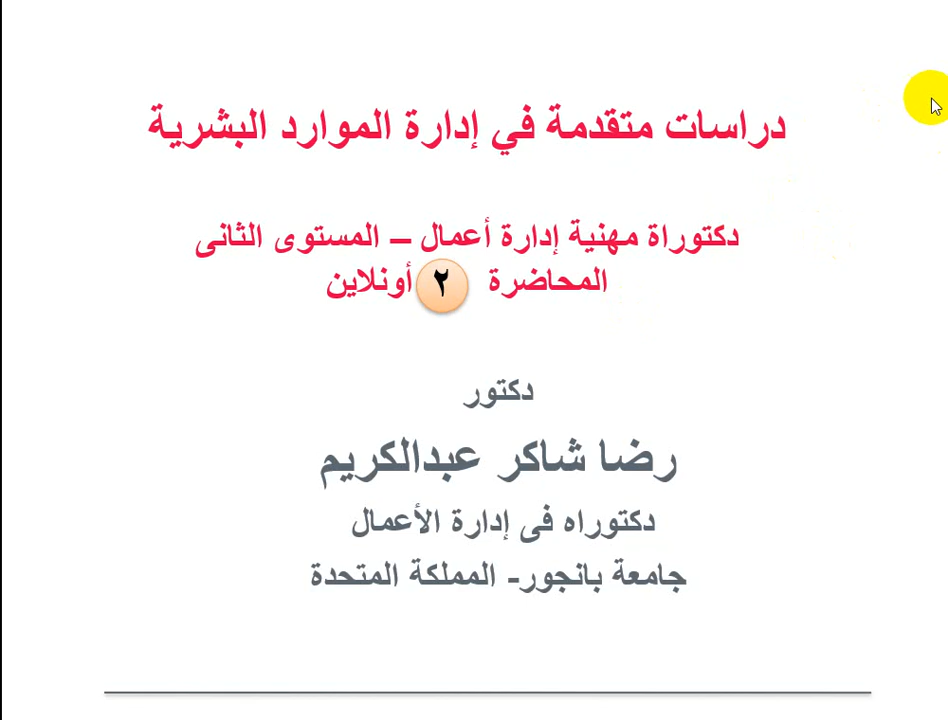 دراسات متقدمة في إدارة الموارد البشرية
دكتوراة مهنية إدارة أعمال – المستوى الثانى
المحاضرة ٢ أونلاين
دكتور
رضا شاكر عبدالكريم
دكتوراه فى إدارة الأعمال
جامعة بانجور- المملكة المتحدة